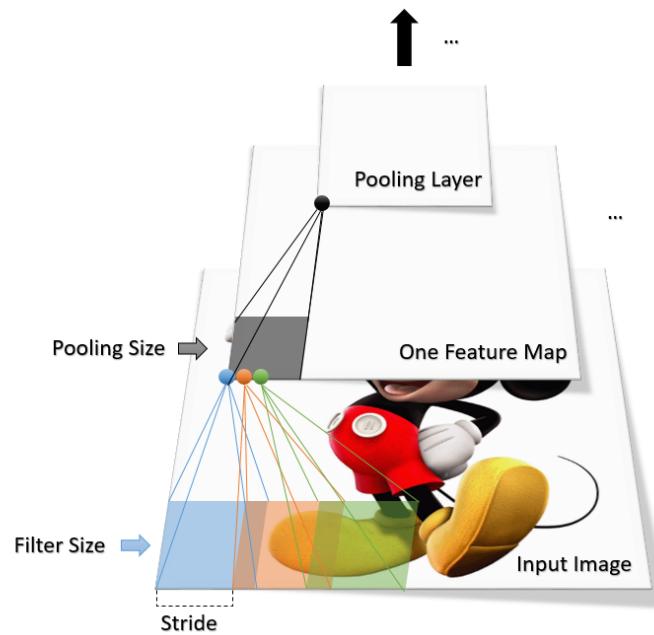 ...
Pooling Layer
...
Pooling Size
One Feature Map
Filter Size
Input Image
Stride